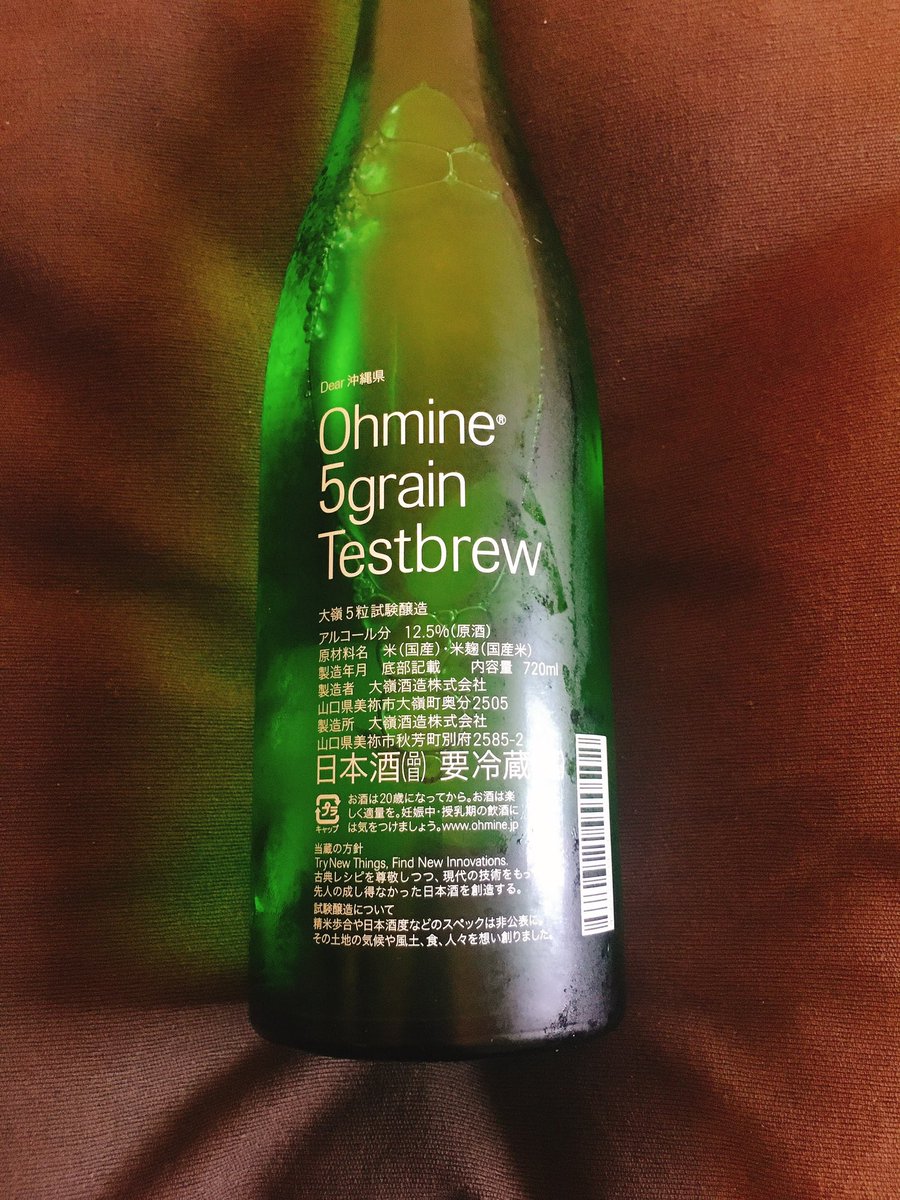 Dear 沖縄県
Ohmine®
5grain
Testbrew
大嶺5粒試験醸造
アルコール分 12.5%(原酒)
原材料名 米(国産)・米麹(国産米)
製造年月 底部記載 内容量 720ml
製造者 大嶺酒造株式会社
山口県美祢市大嶺町奥分2505
製造所 大嶺酒造株式会社
山口県美祢市秋芳町別府2585-2
日本酒(品目) 要冷蔵
プラ
キャップ
お酒は20歳になってから。お酒は楽
しく適量を。妊娠中・授乳期の飲酒に
は気をつけましょう。www.ohmine.jp
当蔵の方針
Try New Things, Find New Innovations.
古典レシピを尊敬しつつ、現代の技術をもっ
先人の成し得なかった日本酒を創造する。
試験醸造について
精米歩合や日本酒度などのスペックは非公表に。
その土地の気候や風土、食、人々を想い創りました。